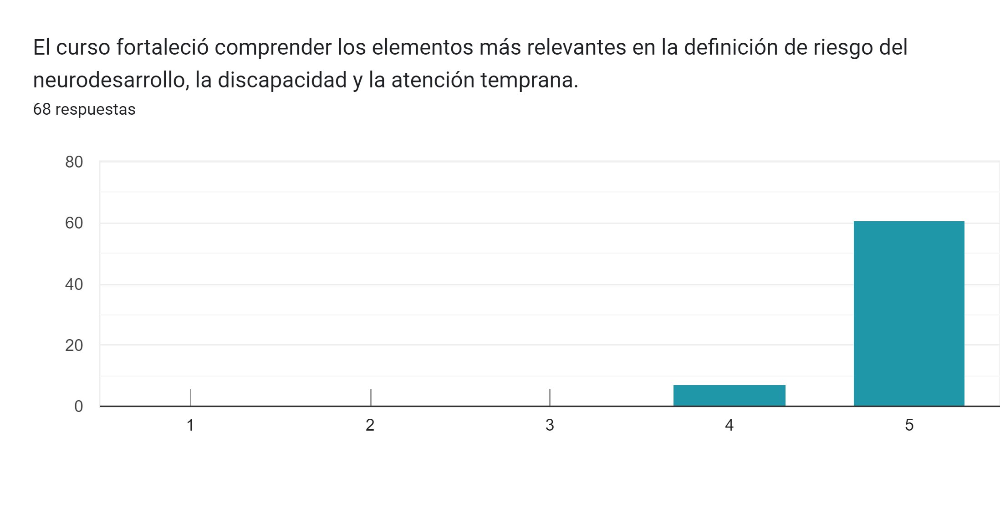 El curso fortaleció comprender los elementos más relevantes en la definición de riesgo del
neurodesarrollo, la discapacidad y la atención temprana.
68 respuestas
80
60
40
20
0
1 2 3 4 5